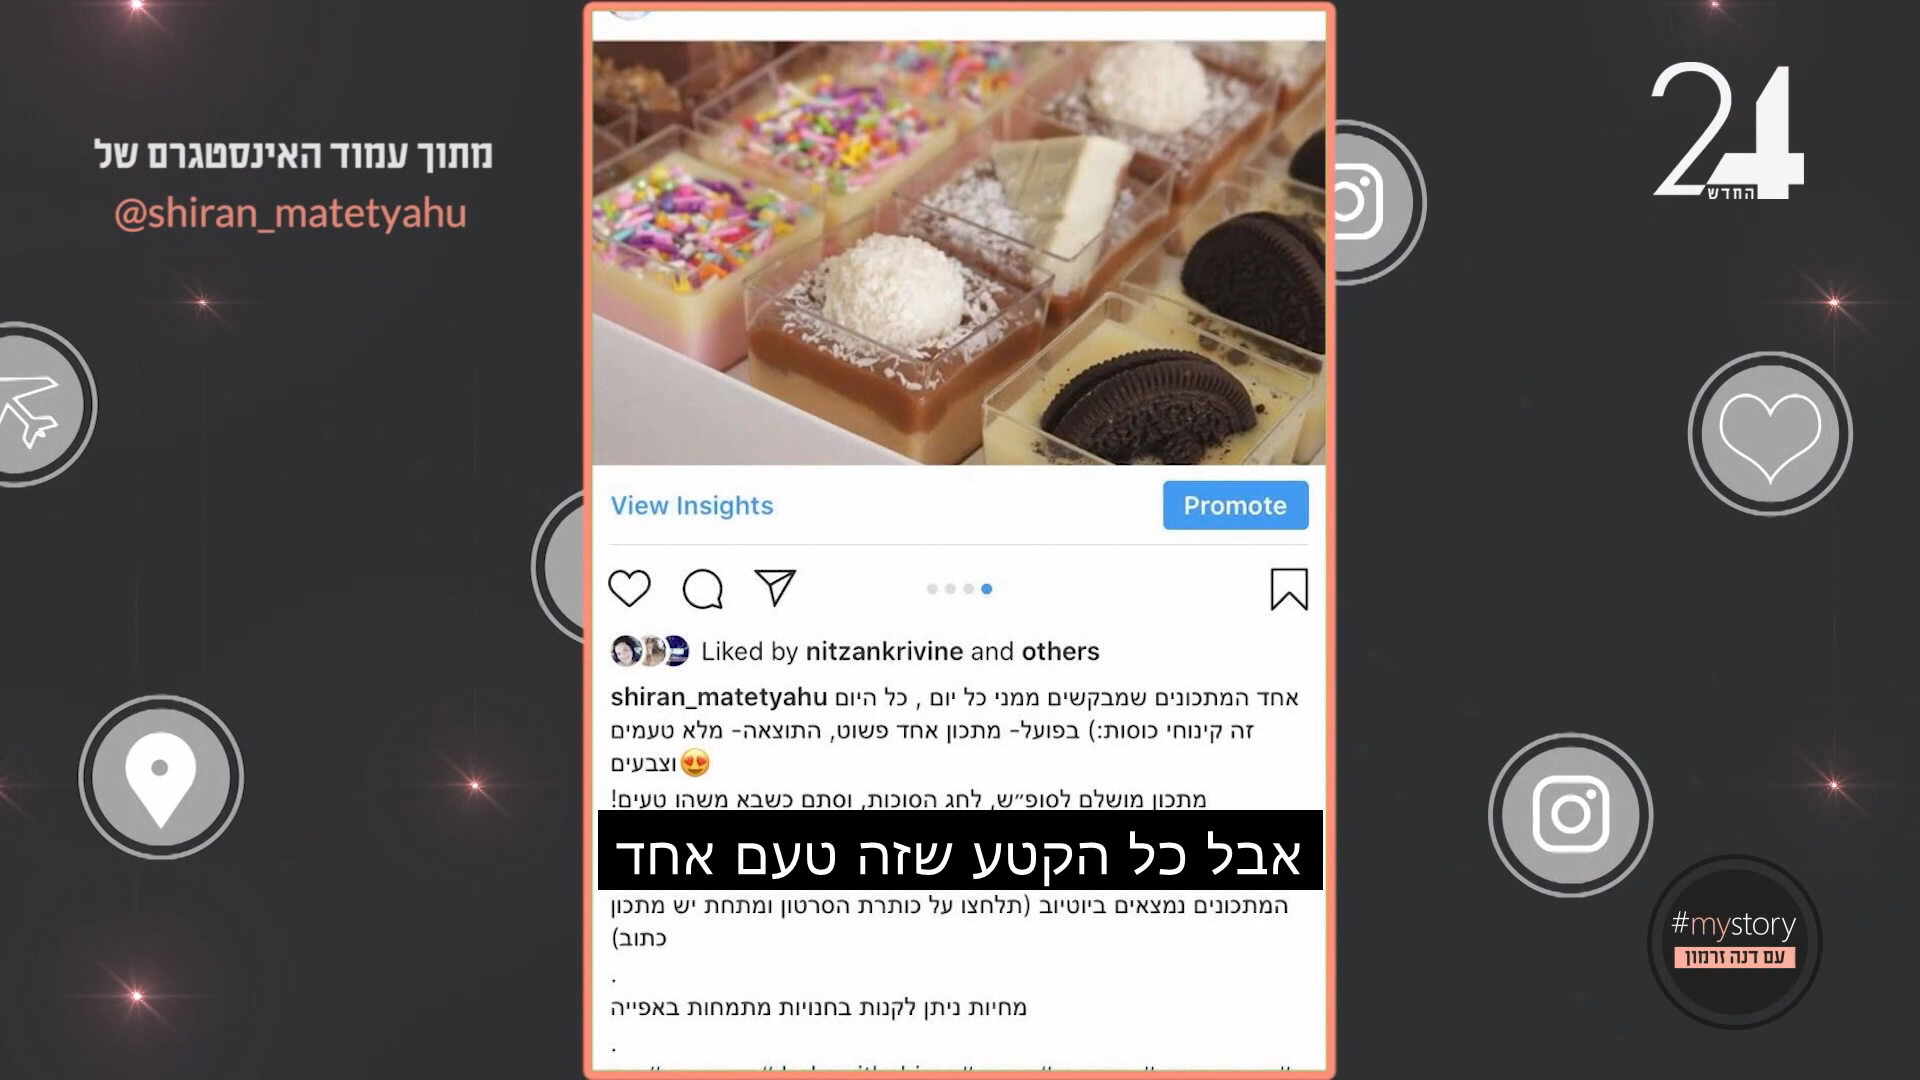 מתוך עמוד האינסטגרם של
@shiran_matetyahu
24
החדש
View Insights
Promote
Liked by nitzankrivine and others
shiran_matetyahu אחד המתכונים שמבקשים ממני כל יום , כל היום
זה קינוחי כוסות:) בפועל- מתכון אחד פשוט, התוצאה- מלא טעמים
וצבעים😍
מתכון מושלם לסופ״ש, לחג הסוכות, וסתם כשבא משהו טעים!
אבל כל הקטע שזה טעם אחד
המתכונים נמצאים ביוטיוב (תלחצו על כותרת הסרטון ומתחת יש מתכון
כתוב)
.
מחיות ניתן לקנות בחנויות מתמחות באפייה
.
#mystory
עם דנה זרמון